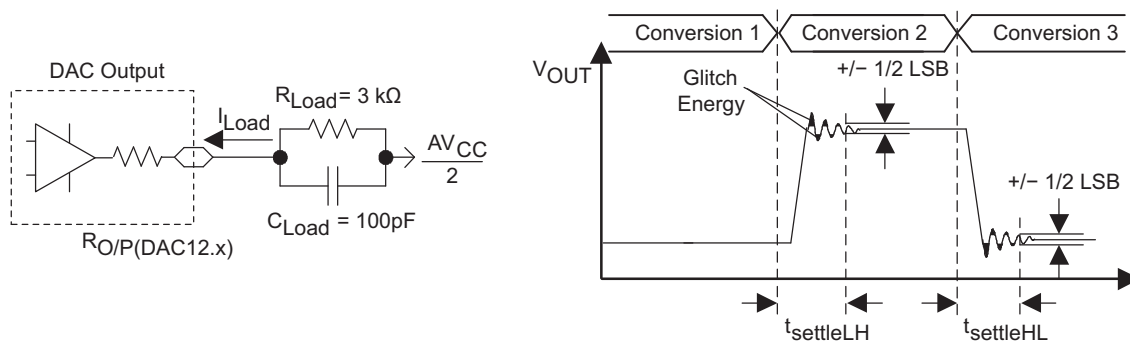 DAC Output
I_Load
R_Load = 3 kΩ
AV_CC
2
C_Load = 100pF
R_O/P(DAC12.x)
Conversion 1
Conversion 2
Conversion 3
V_OUT
Glitch
Energy
+/− 1/2 LSB
+/− 1/2 LSB
t_settleLH
t_settleHL